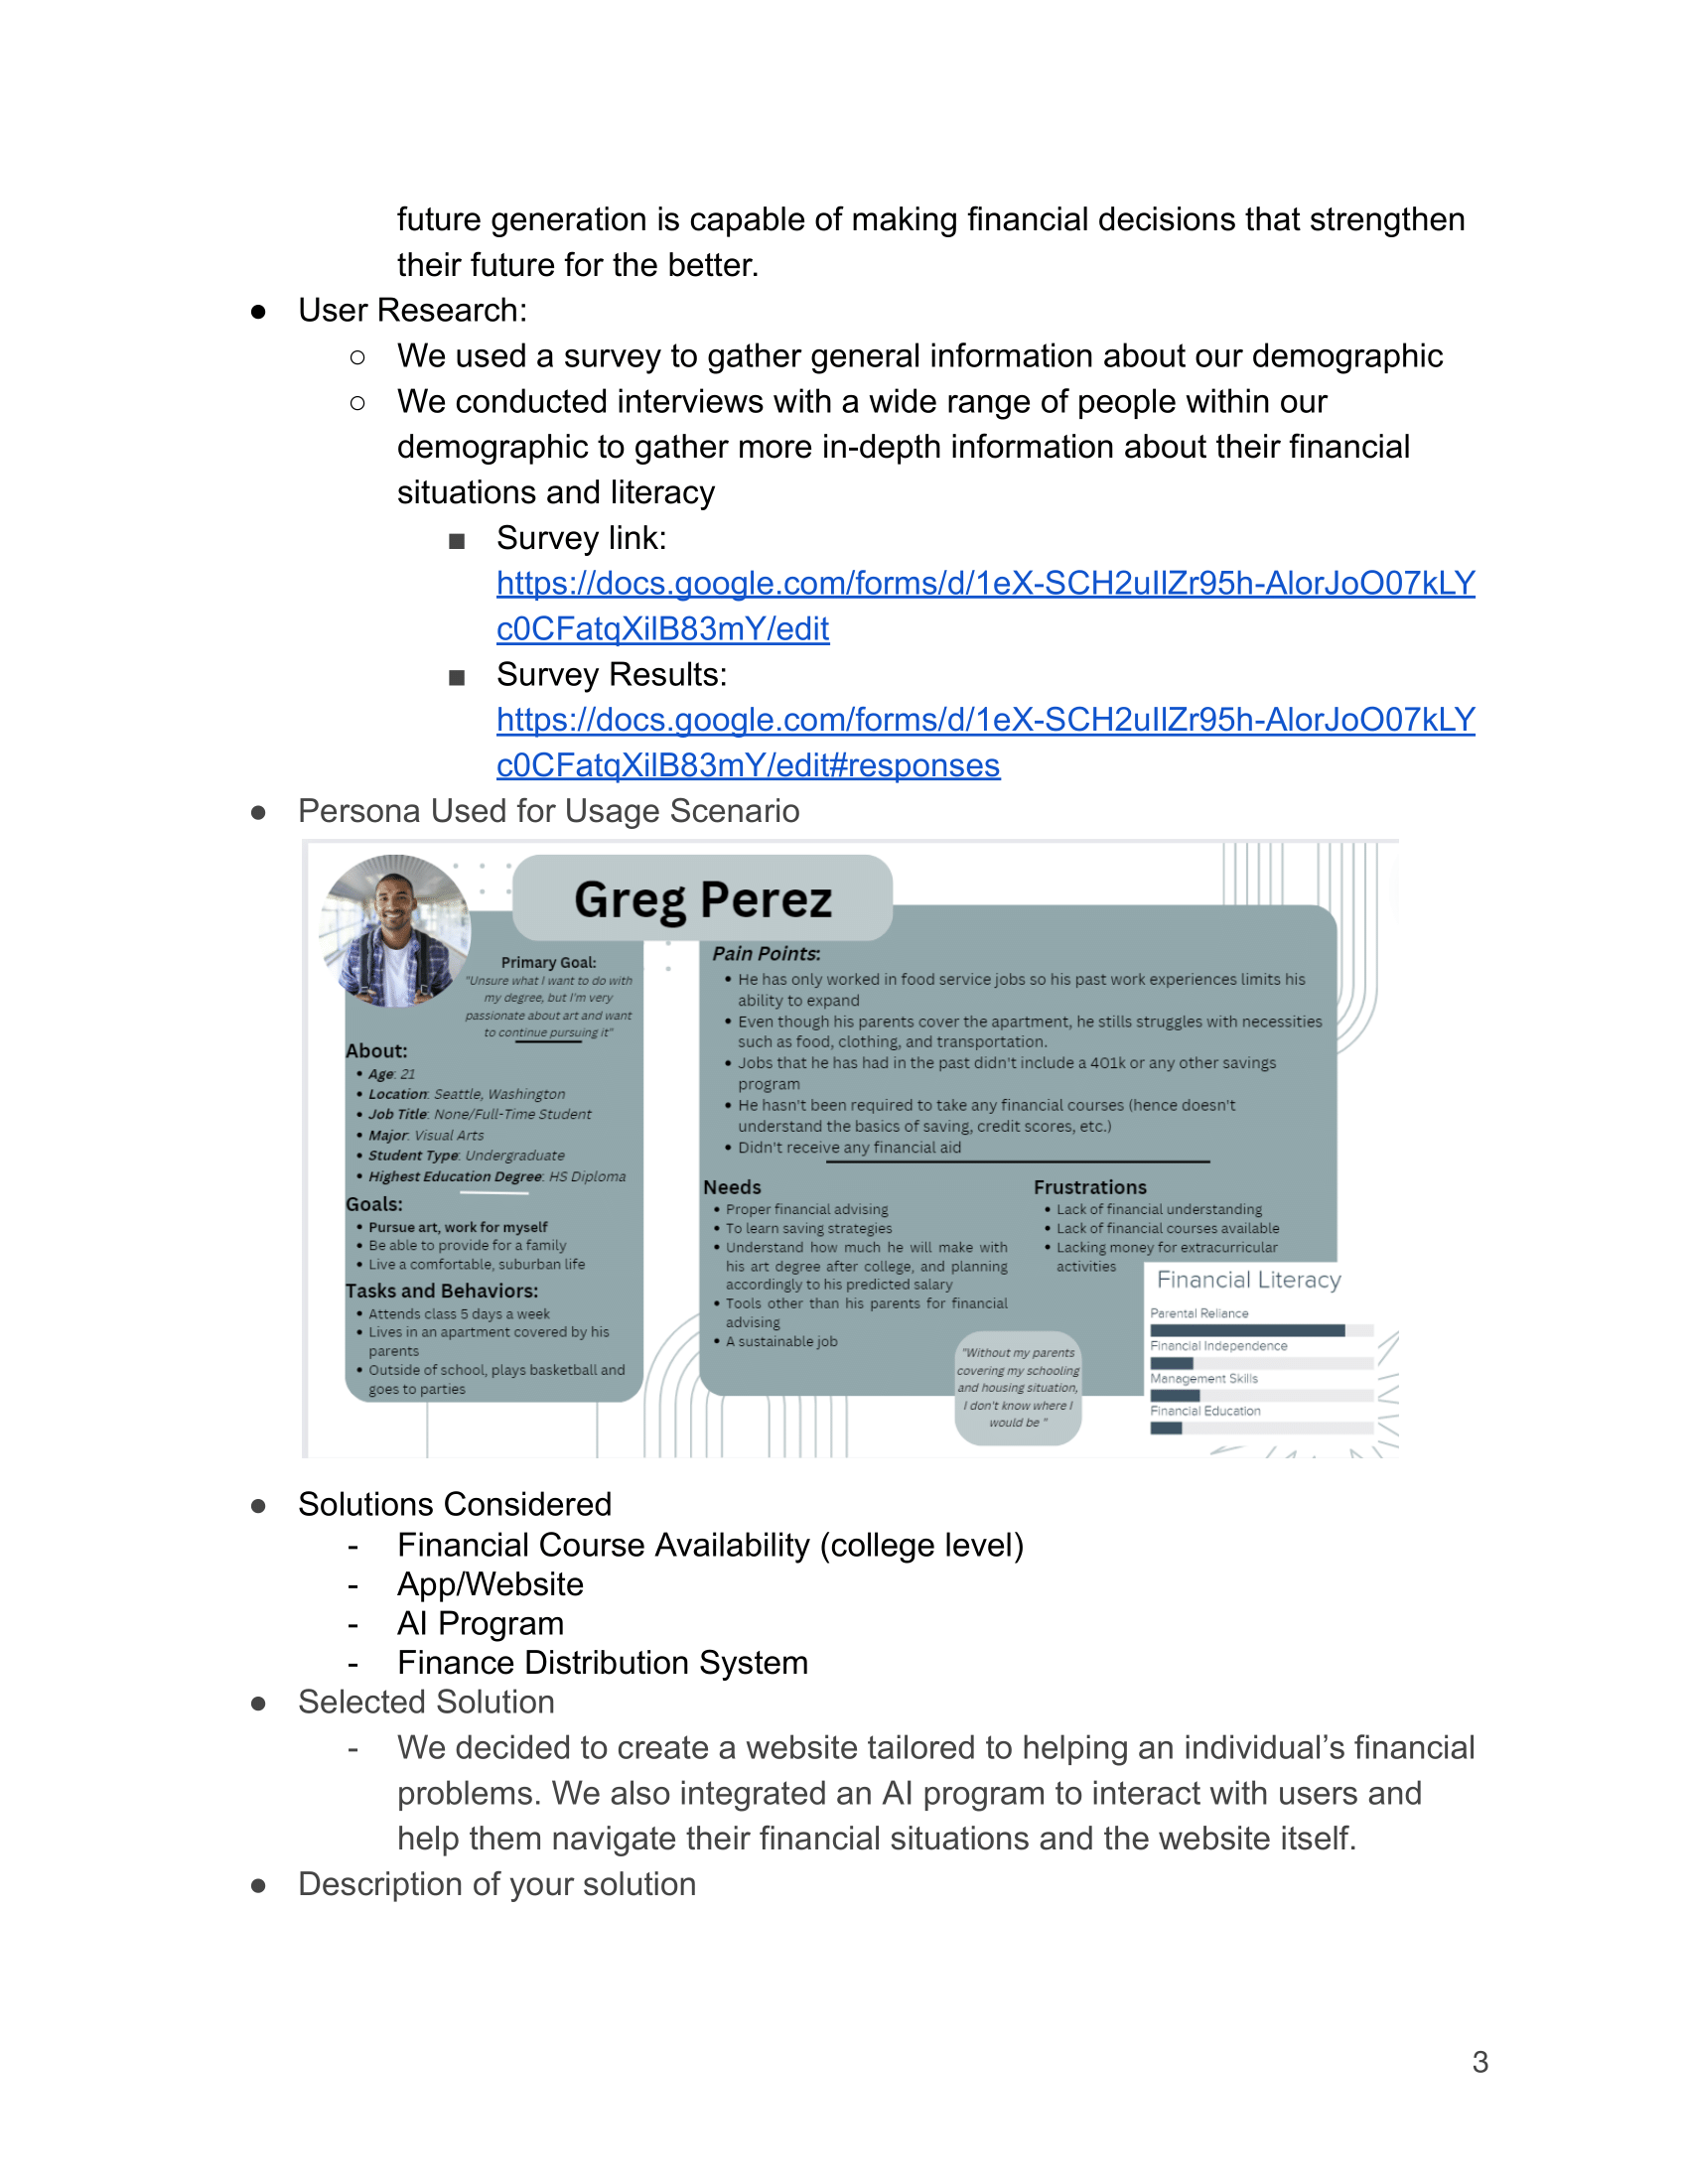 future generation is capable of making financial decisions that strengthen
their future for the better.
● User Research:
○ We used a survey to gather general information about our demographic
○ We conducted interviews with a wide range of people within our
demographic to gather more in-depth information about their financial
situations and literacy
■ Survey link:
https://docs.google.com/forms/d/1eX-SCH2uIlZr95h-AlorJoO07kLY
c0CFatqXilB83mY/edit
■ Survey Results:
https://docs.google.com/forms/d/1eX-SCH2uIlZr95h-AlorJoO07kLY
c0CFatqXilB83mY/edit#responses
● Persona Used for Usage Scenario
Greg Perez
Primary Goal:
"Unsure what I want to do with
my degree, but I'm very
passionate about art and want
to continue pursuing it"
About:
• Age: 21
• Location: Seattle, Washington
• Job Title: None/Full-Time Student
• Major: Visual Arts
• Student Type: Undergraduate
• Highest Education Degree: HS Diploma
Goals:
• Pursue art, work for myself
• Be able to provide for a family
• Live a comfortable, suburban life
Tasks and Behaviors:
• Attends class 5 days a week
• Lives in an apartment covered by his
parents
• Outside of school, plays basketball and
goes to parties
Pain Points:
• He has only worked in food service jobs so his past work experiences limits his
ability to expand
• Even though his parents cover the apartment, he stills struggles with necessities
such as food, clothing, and transportation.
• Jobs that he has had in the past didn't include a 401k or any other savings
program
• He hasn't been required to take any financial courses (hence doesn't
understand the basics of saving, credit scores, etc.)
• Didn't receive any financial aid
Needs
• Proper financial advising
• To learn saving strategies
• Understand how much he will make with
his art degree after college, and planning
accordingly to his predicted salary
• Tools other than his parents for financial
advising
• A sustainable job
Frustrations
• Lack of financial understanding
• Lack of financial courses available
• Lacking money for extracurricular
activities
"Without my parents
covering my schooling
and housing situation,
I don't know where I
would be "
Financial Literacy
Parental Reliance
Financial Independence
Management Skills
Financial Education
● Solutions Considered
- Financial Course Availability (college level)
- App/Website
- AI Program
- Finance Distribution System
● Selected Solution
- We decided to create a website tailored to helping an individual’s financial
problems. We also integrated an AI program to interact with users and
help them navigate their financial situations and the website itself.
● Description of your solution
3